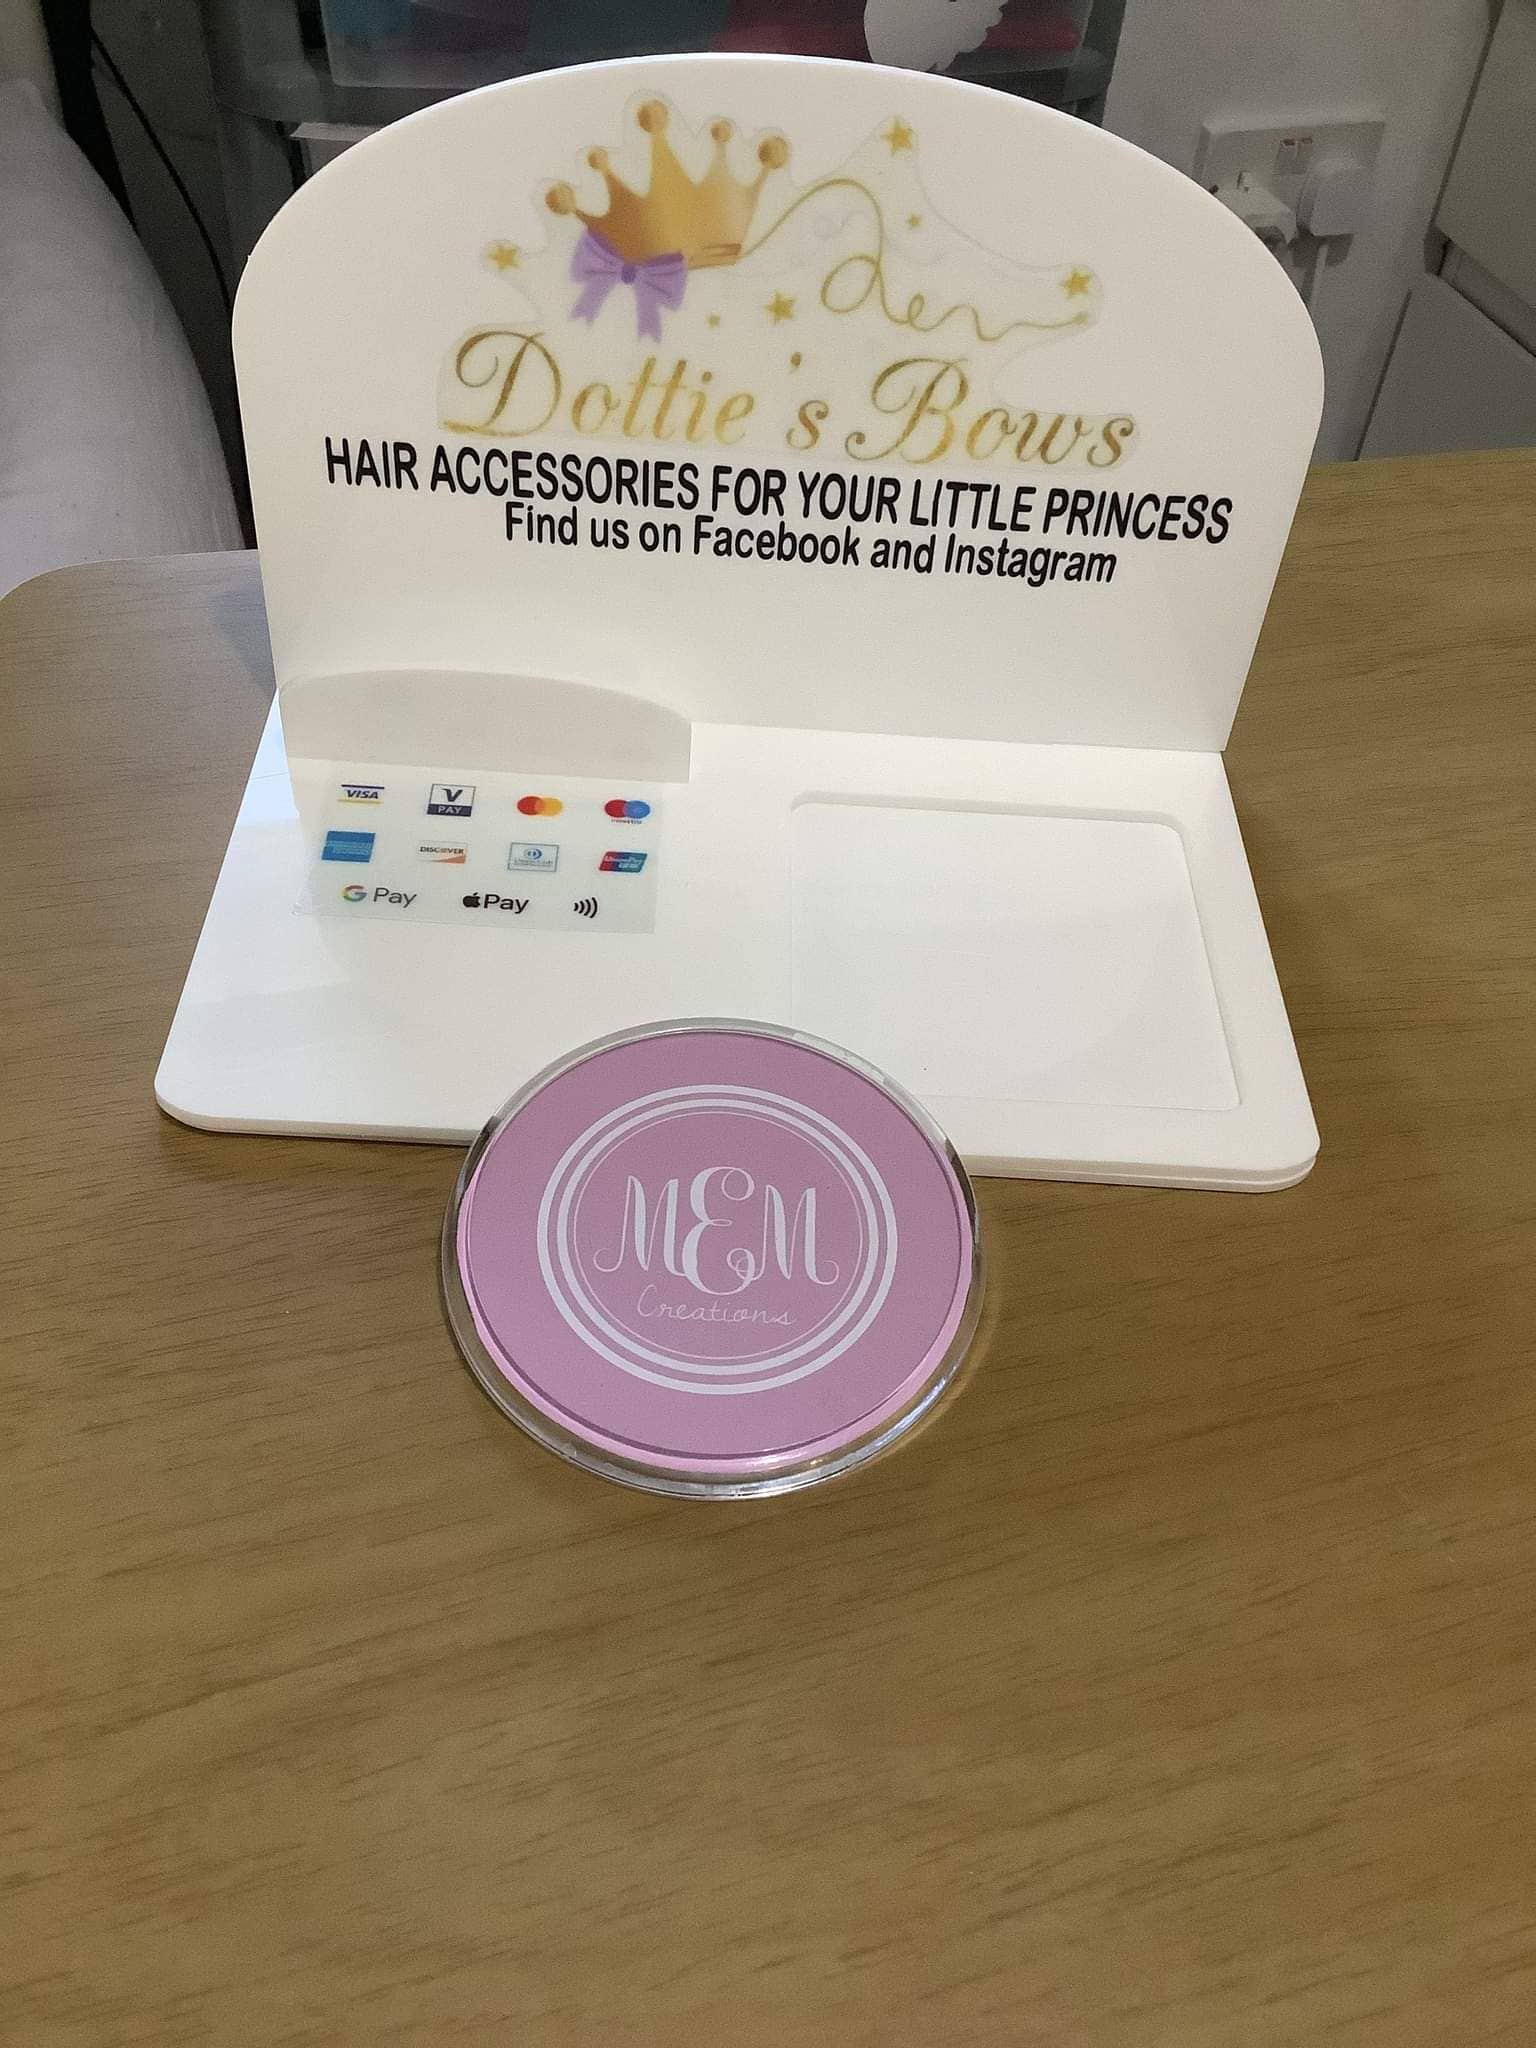 Dottie's Bows
HAIR ACCESSORIES FOR YOUR LITTLE PRINCESS
Find us on Facebook and Instagram
VISA
V PAY
DISCOVER
UnionPay
G Pay
Pay
MEM
Creations